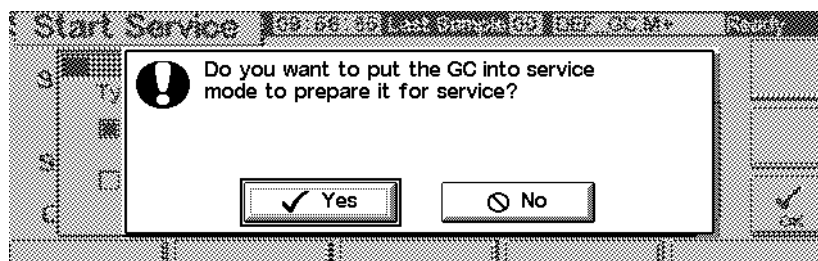 Start Service
Do you want to put the GC into service
mode to prepare it for service?
Yes
No
OK